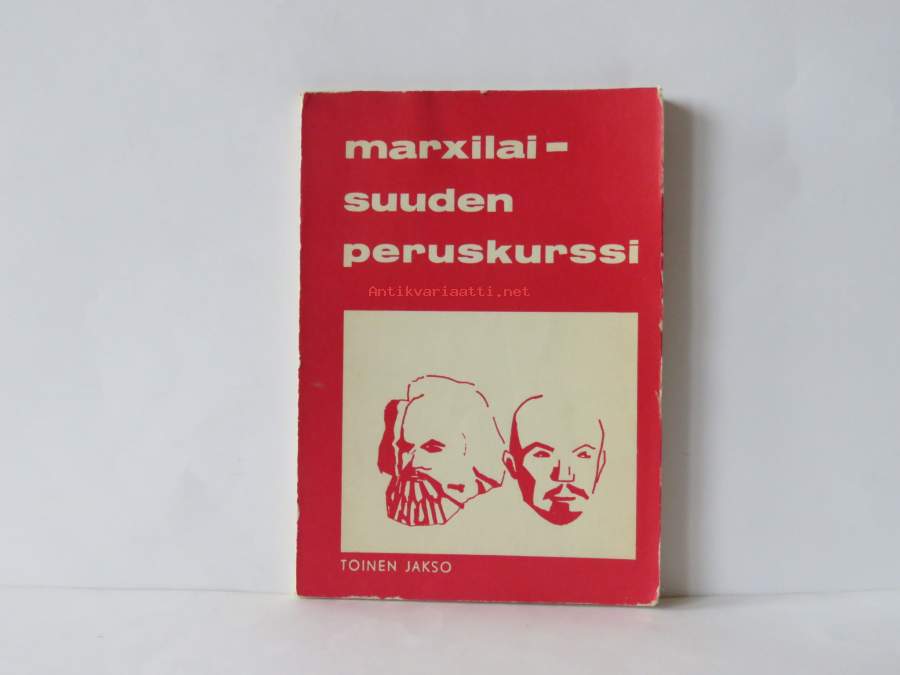 marxilai-
suuden
peruskurssi
Antikvariaatti.net
TOINEN JAKSO